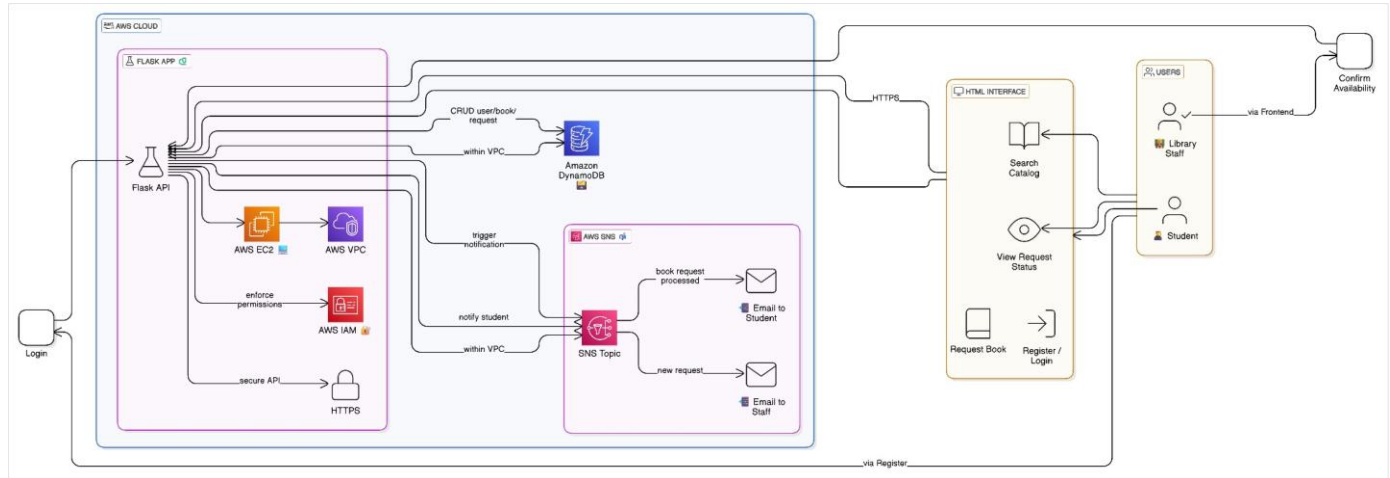 aws AWS CLOUD
FLASK APP
Flask API
CRUD user/book/
request
within VPC
Amazon
DynamoDB
AWS EC2
AWS VPC
enforce
permissions
AWS IAM
secure API
HTTPS
trigger
notification
notify student
within VPC
AWS SNS
SNS Topic
book request
processed
Email to
Student
new request
Email to
Staff
Login
via Register
HTTPS
HTML INTERFACE
Search
Catalog
View Request
Status
Request Book
Register /
Login
USERS
Library
Staff
Student
via Frontend
Confirm
Availability